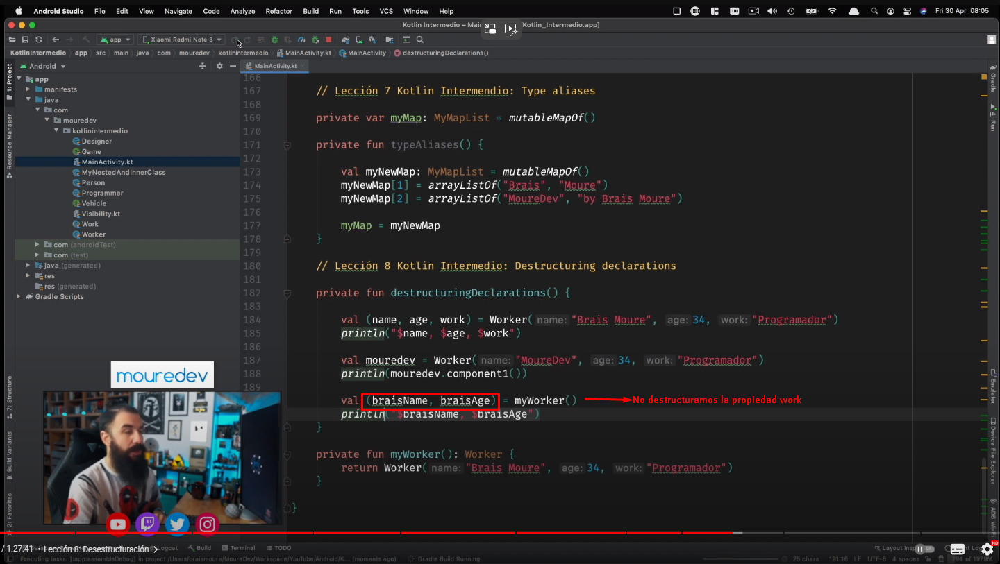 Android Studio File Edit View Navigate Code Analyze Refactor Build Run Tools VCS Window Help Fri 30 Apr 08:05
Kotlin Intermedio – Mai Kotlin_Intermedio.app]
app Xiaomi Redmi Note 3
KotlinIntermedio app src main java com mouredev kotlinintermedio MainActivity.kt MainActivity destructuringDeclarations()
Android MainActivity.kt
1: Project
Resource Manager
Z: Structure
Build Variants
2: Favorites
app
manifests
java
com
mouredev
kotlinintermedio
Designer
Game
MainActivity.kt
MyNestedAndInnerClass
Person
Programmer
Vehicle
Visibility.kt
Work
Worker
com (androidTest)
com (test)
java (generated)
res
res (generated)
Gradle Scripts
166
167 // Lección 7 Kotlin Intermendio: Type aliases
168
169 private var myMap: MyMapList = mutableMapOf()
170
171 private fun typeAliases() {
172
173 val myNewMap: MyMapList = mutableMapOf()
174 myNewMap[1] = arrayListOf("Brais", "Moure")
175 myNewMap[2] = arrayListOf("MoureDev", "by Brais Moure")
176
177 myMap = myNewMap
178 }
179
180 // Lección 8 Kotlin Intermedio: Destructuring declarations
181
182 private fun destructuringDeclarations() {
183
184 val (name, age, work) = Worker( name: "Brais Moure", age: 34, work: "Programador")
185 println("$name, $age, $work")
186
187 val mouredev = Worker( name: "MoureDev", age: 34, work: "Programador")
188 println(mouredev.component1())
189
val (braisName, braisAge) = myWorker() No destructuramos la propiedad work
println("$braisName, $braisAge")
}
private fun myWorker(): Worker {
return Worker( name: "Brais Moure", age: 34, work: "Programador")
}
}
mouredev
Gradle
4: Run
Emulator
Device File Explorer
ADB Wi-F
/ 1:27:41 • Lección 8: Desestructuración >
Logcat Build Terminal TODO Layout Insp
HD
Executing tasks: [:app:assembleDebug] in project /Users/braismoure/MoureDev/Workspace/YouTube/Android/K... (moments ago) Gradle Build Running 25 chars 191:16 LF UTF-8 4 spaces 294 of 1979M